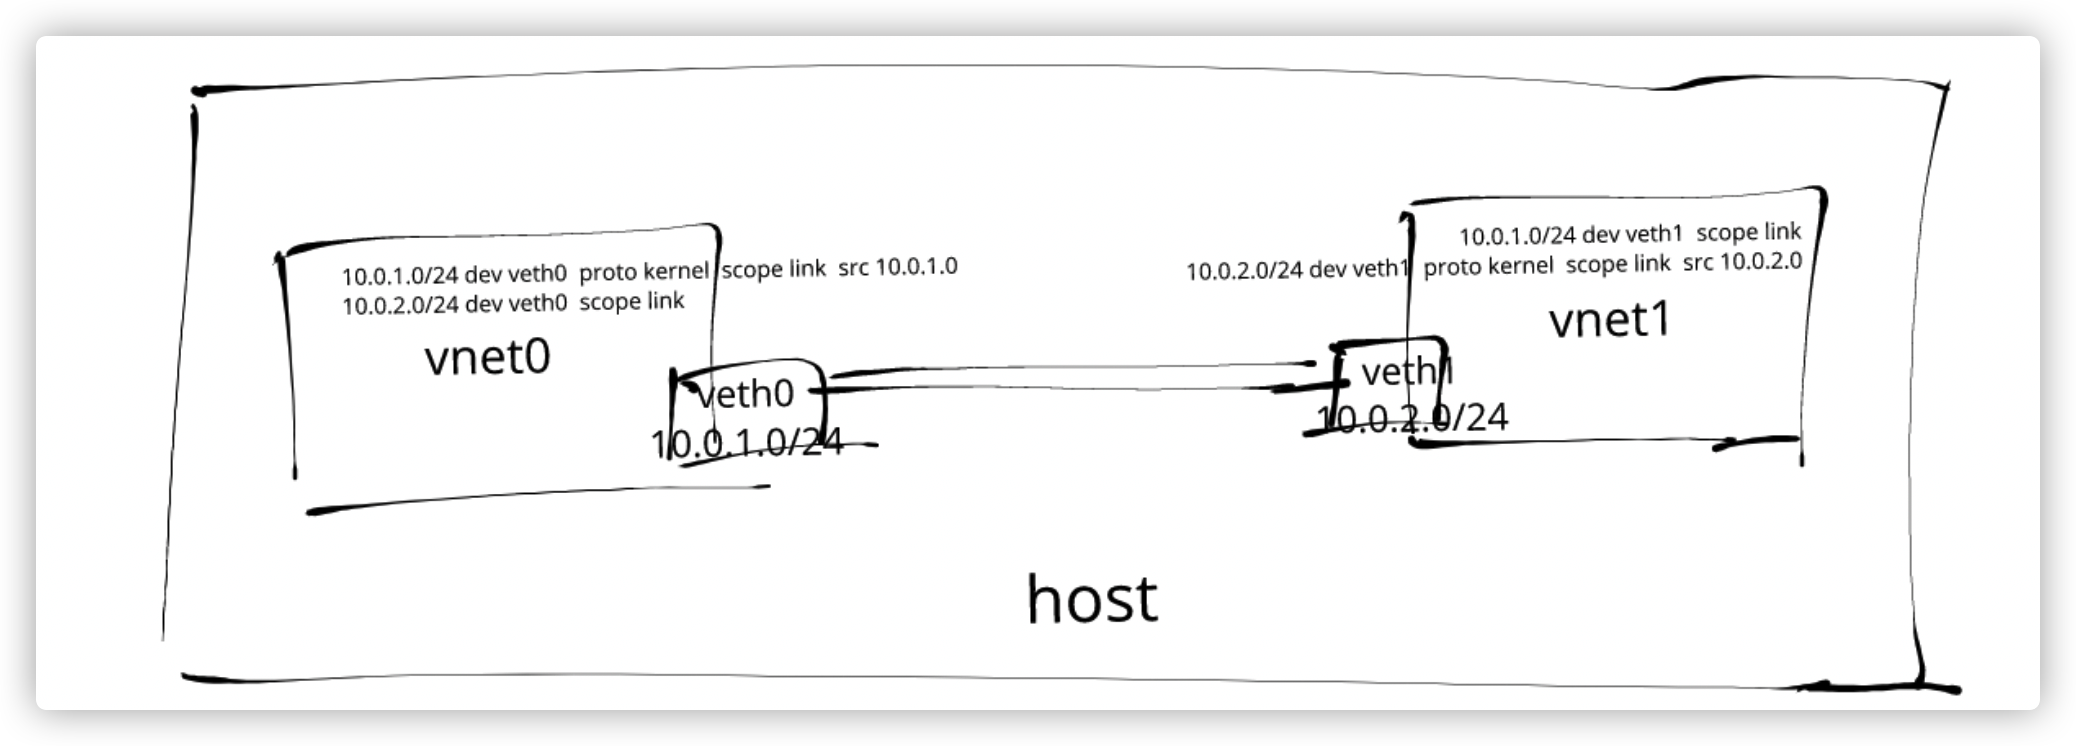 10.0.1.0/24 dev veth0  proto kernel  scope link  src 10.0.1.0
10.0.2.0/24 dev veth0  scope link
vnet0
veth0
10.0.1.0/24
10.0.1.0/24 dev veth1  scope link
10.0.2.0/24 dev veth1  proto kernel  scope link  src 10.0.2.0
vnet1
veth1
10.0.2.0/24
host